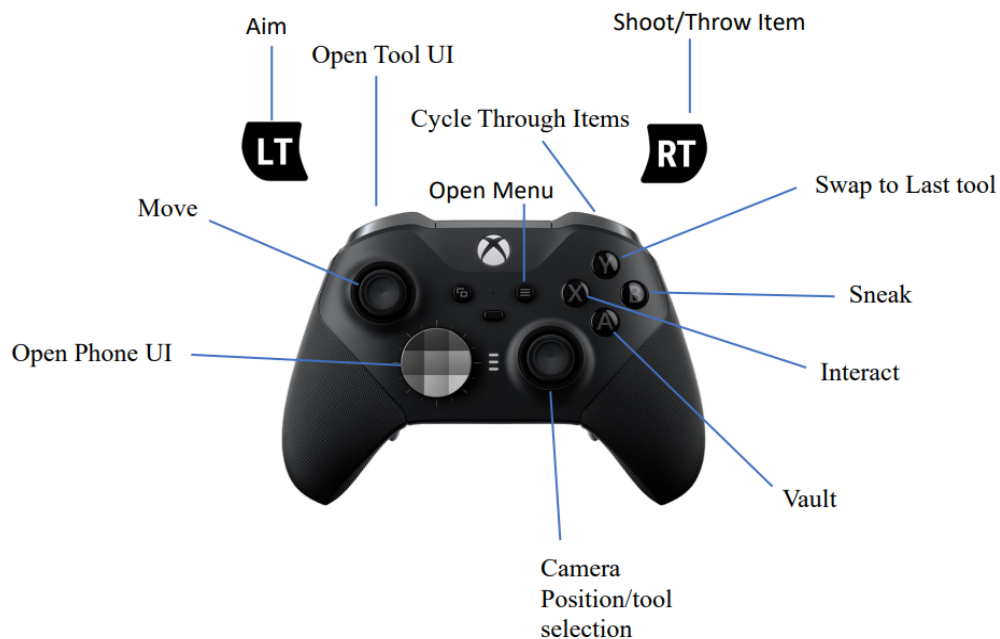 Aim
Shoot/Throw Item
Open Tool UI
Cycle Through Items
LT
RT
Open Menu
Swap to Last tool
Move
Y
X
B
Sneak
A
Open Phone UI
Interact
Vault
Camera
Position/tool
selection